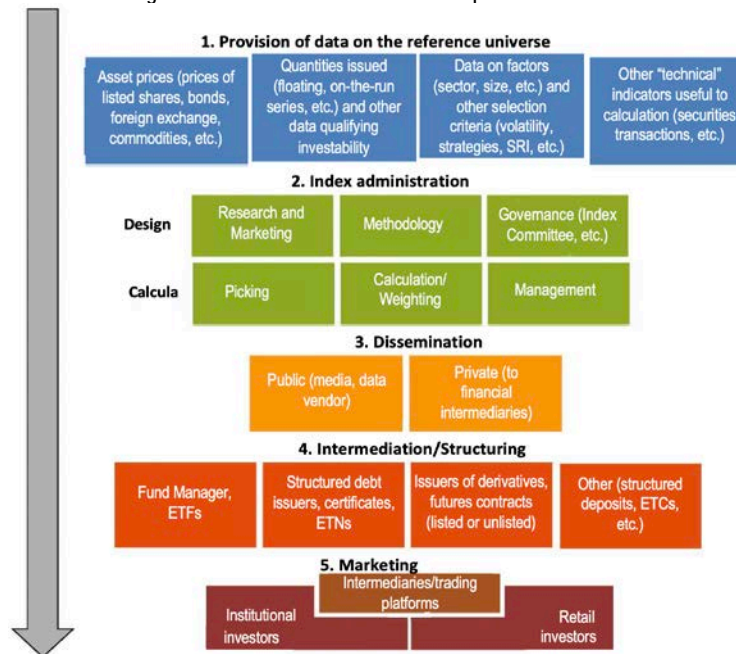 1. Provision of data on the reference universe
Asset prices (prices of
listed shares, bonds,
foreign exchange,
commodities, etc.)
Quantities issued
(floating, on-the-run
series, etc.) and other
data qualifying
investability
Data on factors
(sector, size, etc.) and
other selection
criteria (volatility,
strategies, SRI, etc.)
Other “technical”
indicators useful to
calculation (securities
transactions, etc.)
2. Index administration
Design
Research and
Marketing
Methodology
Governance (Index
Committee, etc.)
Calcula
Picking
Calculation/
Weighting
Management
3. Dissemination
Public (media, data
vendor)
Private (to
financial
intermediaries)
4. Intermediation/Structuring
Fund Manager,
ETFs
Structured debt
issuers, certificates,
ETNs
Issuers of derivatives,
futures contracts
(listed or unlisted)
Other (structured
deposits, ETCs,
etc.)
5. Marketing
Intermediaries/trading
platforms
Institutional
investors
Retail
investors